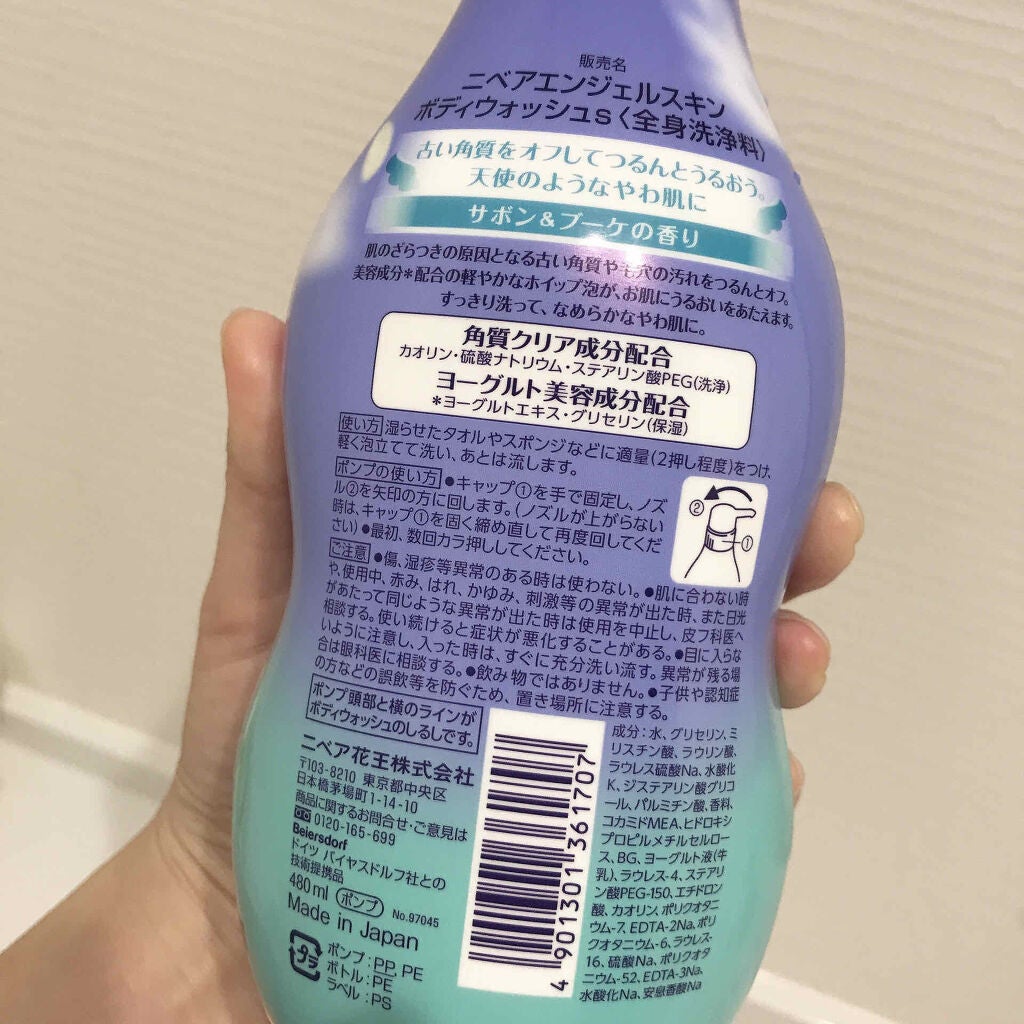 販売名
ニベアエンジェルスキン
ボディウォッシュS〈全身洗浄料〉
古い角質をオフしてつるんとうるおう。
天使のようなやわ肌に
サボン&ブーケの香り
肌のざらつきの原因となる古い角質や毛穴の汚れをつるんとオフ。
美容成分*配合の軽やかなホイップ泡が、お肌にうるおいをあたえます。
すっきり洗って、なめらかなやわ肌に。
角質クリア成分配合
カオリン・硫酸ナトリウム・ステアリン酸PEG(洗浄)
ヨーグルト美容成分配合
*ヨーグルトエキス・グリセリン(保湿)
使い方 湿らせたタオルやスポンジなどに適量(2押し程度)をつけ、
軽く泡立てて洗い、あとは流します。
ポンプの使い方 ●キャップ①を手で固定し、ノズ
ル②を矢印の方に回します。(ノズルが上がらない
時は、キャップ①を固く締め直して再度回してくだ
さい) ●最初、数回カラ押ししてください。
② ①
ご注意 ●傷、湿疹等異常のある時は使わない。●肌に合わない時
や、使用中、赤み、はれ、かゆみ、刺激等の異常が出た時、また日光
があたって同じような異常が出た時は使用を中止し、皮フ科医へ
相談する。使い続けると症状が悪化することがある。●目に入らな
いように注意し、入った時は、すぐに充分洗い流す。異常が残る場
合は眼科医に相談する。●飲み物ではありません。●子供や認知症
の方などの誤飲等を防ぐため、置き場所に注意する。
ポンプ頭部と横のラインが
ボディウォッシュのしるしです。
ニベア花王株式会社
〒103-8210 東京都中央区
日本橋茅場町1-14-10
商品に関するお問合せ・ご意見は
0120-165-699
Beiersdorf
ドイツ バイヤスドルフ社との
技術提携品
480ml ポンプ No.97045
Made in Japan
プラ
ポンプ:PP, PE
ボトル:PE
ラベル:PS
4 901301 361707
成分:水、グリセリン、ミ
リスチン酸、ラウリン酸、
ラウレス硫酸Na、水酸化
K、ジステアリン酸グリコ
ール、パルミチン酸、香料、
コカミドMEA、ヒドロキシ
プロピルメチルセルロー
ス、BG、ヨーグルト液(牛
乳)、ラウレス-4、ステアリ
ン酸PEG-150、エチドロン
酸、カオリン、ポリクオタニ
ウム-7、EDTA-2Na、ポリ
クオタニウム-6、ラウレス-
16、硫酸Na、ポリクオタ
ニウム-52、EDTA-3Na、
水酸化Na、安息香酸Na